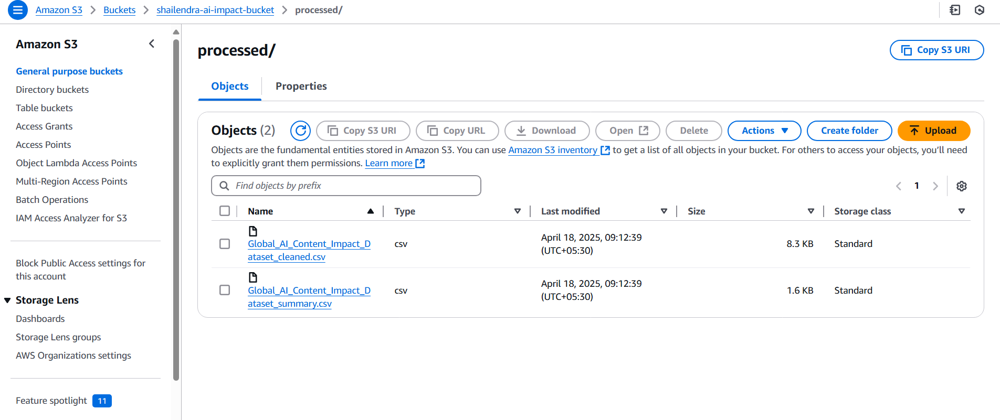 Amazon S3 > Buckets > shailendra-ai-impact-bucket > processed/
Amazon S3
General purpose buckets
Directory buckets
Table buckets
Access Grants
Access Points
Object Lambda Access Points
Multi-Region Access Points
Batch Operations
IAM Access Analyzer for S3
Block Public Access settings for
this account
Storage Lens
Dashboards
Storage Lens groups
AWS Organizations settings
Feature spotlight 11
processed/
Copy S3 URI
Objects Properties
Objects (2) Copy S3 URI Copy URL Download Open Delete Actions Create folder Upload
Objects are the fundamental entities stored in Amazon S3. You can use Amazon S3 inventory to get a list of all objects in your bucket. For others to access your objects, you'll need
to explicitly grant them permissions. Learn more
Find objects by prefix
1
Name Type Last modified Size Storage class
Global_AI_Content_Impact_D
ataset_cleaned.csv
csv
April 18, 2025, 09:12:39
(UTC+05:30)
8.3 KB
Standard
Global_AI_Content_Impact_D
ataset_summary.csv
csv
April 18, 2025, 09:12:39
(UTC+05:30)
1.6 KB
Standard